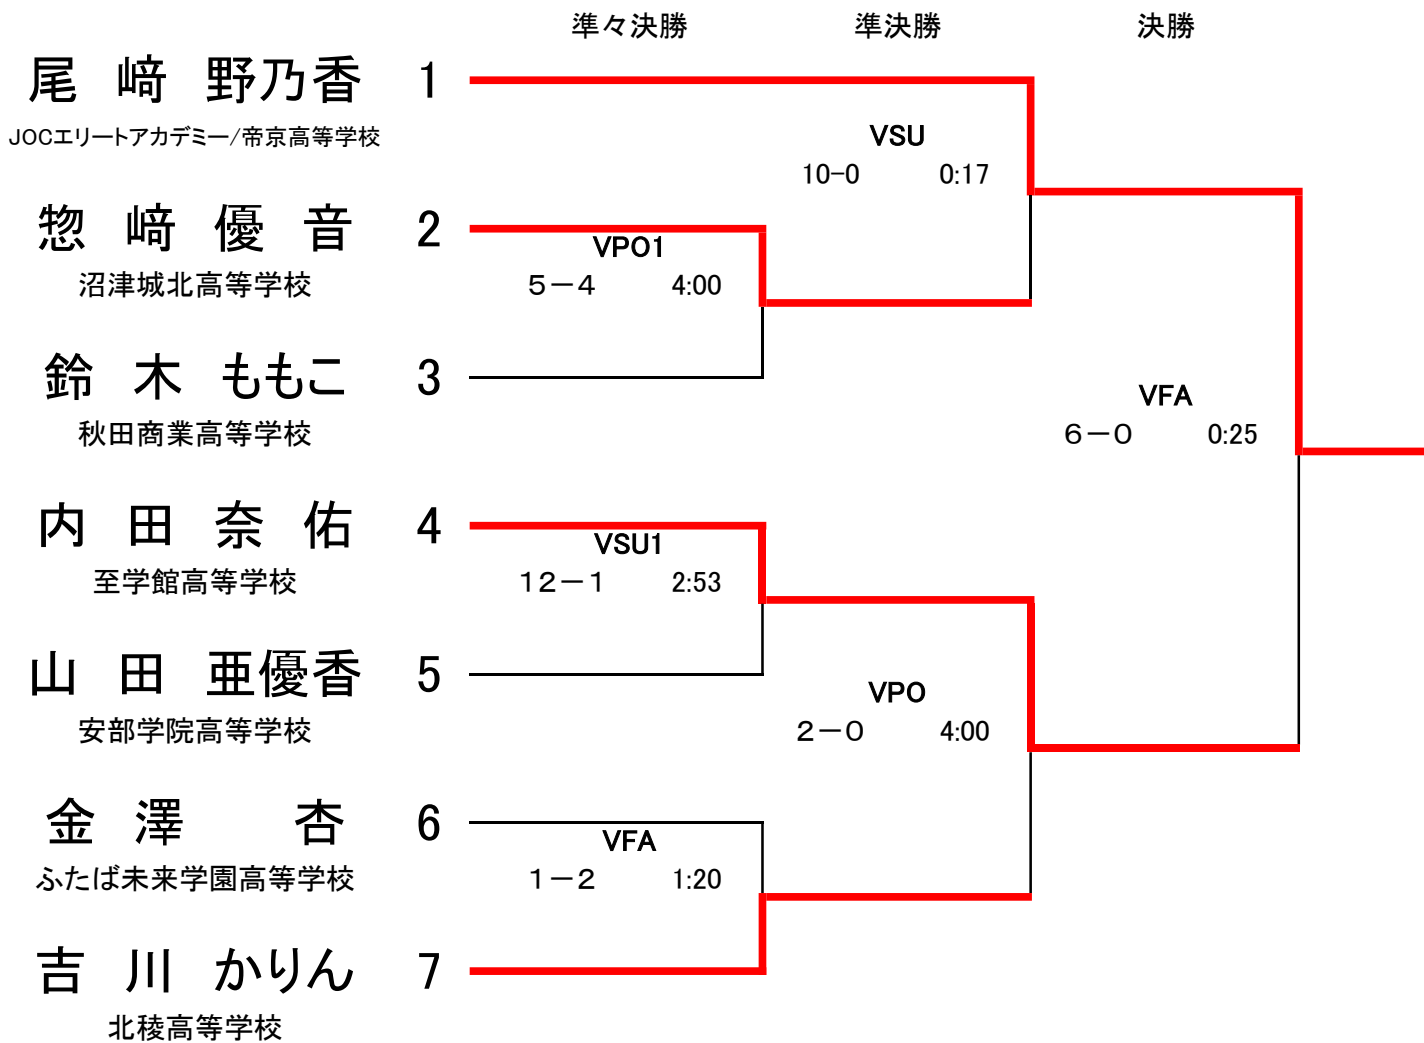 準々決勝 準決勝 決勝
尾 﨑 野乃香 1
JOCエリートアカデミー/帝京高等学校
VSU
10-0 0:17
惣 﨑 優 音 2
VPO1
沼津城北高等学校
5－4 4:00
鈴 木 ももこ 3
秋田商業高等学校
VFA
6－0 0:25
内 田 奈 佑 4
VSU1
至学館高等学校
12－1 2:53
山 田 亜優香 5
安部学院高等学校
VPO
2－0 4:00
金 澤 杏 6
VFA
ふたば未来学園高等学校
1－2 1:20
吉 川 かりん 7
北稜高等学校